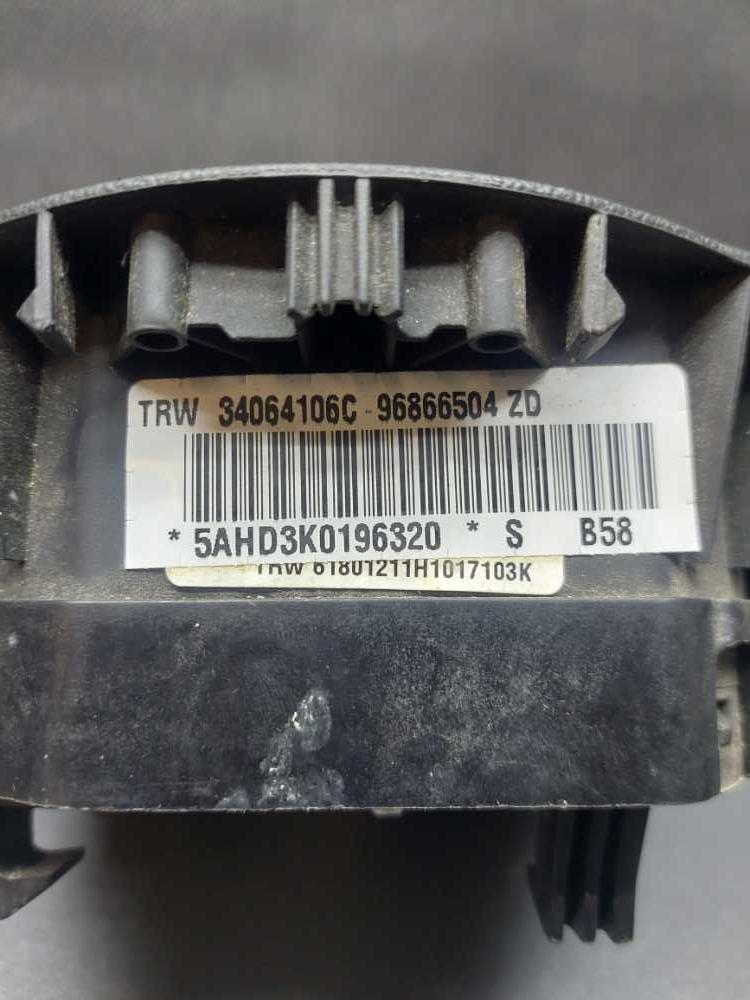 TRW 34064106C - 96866504 ZD
* 5AHD3K0196320 * S B58
TRW 61801211H1017103K